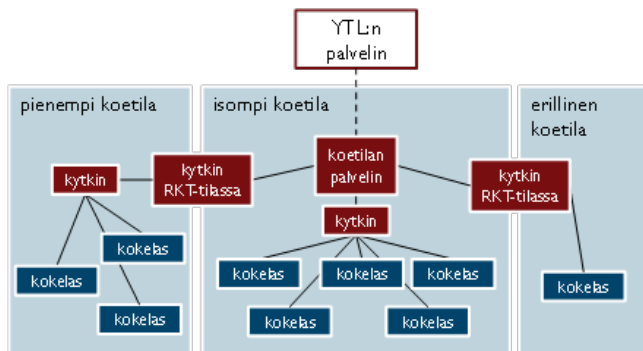 YTL:n
palvelin
pienempi koetila
isompi koetila
erillinen
koetila
kytkin
kytkin
RKT-tilassa
koetilan
palvelin
kytkin
RKT-tilassa
kytkin
kokelas
kokelas
kokelas
kokelas
kokelas
kokelas
kokelas
kokelas
kokelas